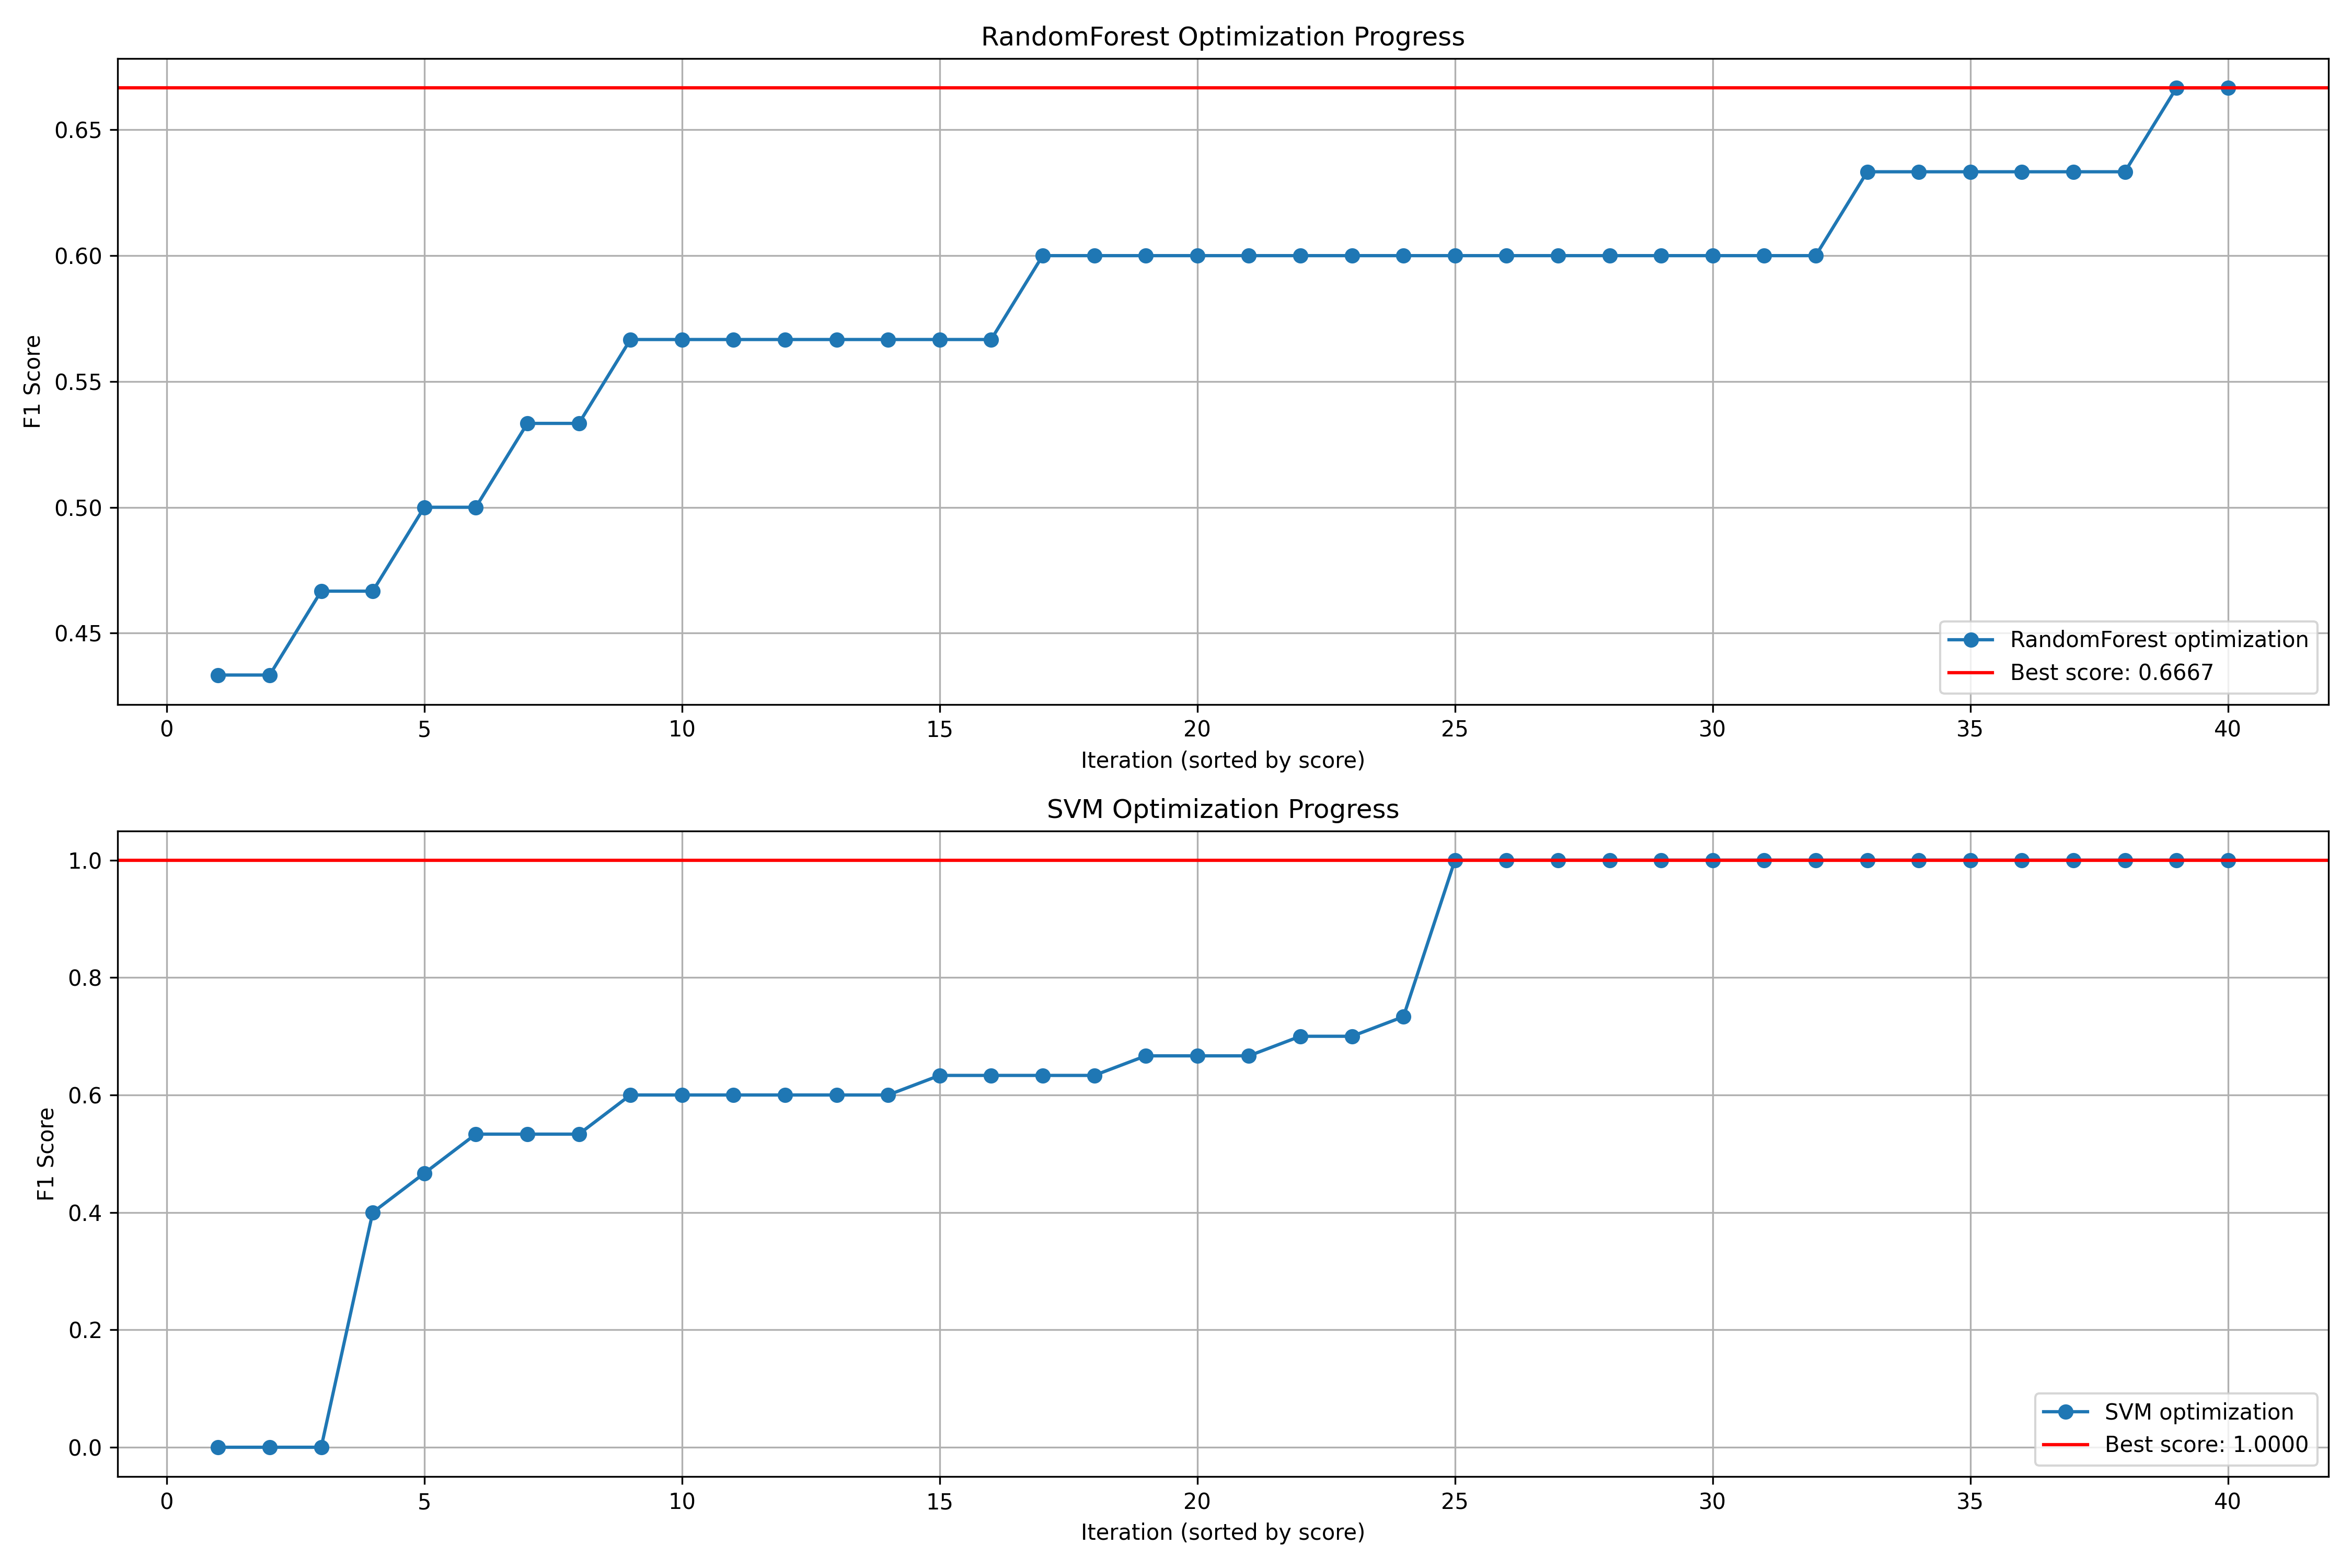 RandomForest Optimization Progress
F1 Score
0.65
0.60
0.55
0.50
0.45
RandomForest optimization
Best score: 0.6667
0 5 10 15 20 25 30 35 40
Iteration (sorted by score)
SVM Optimization Progress
F1 Score
1.0
0.8
0.6
0.4
0.2
0.0
SVM optimization
Best score: 1.0000
0 5 10 15 20 25 30 35 40
Iteration (sorted by score)